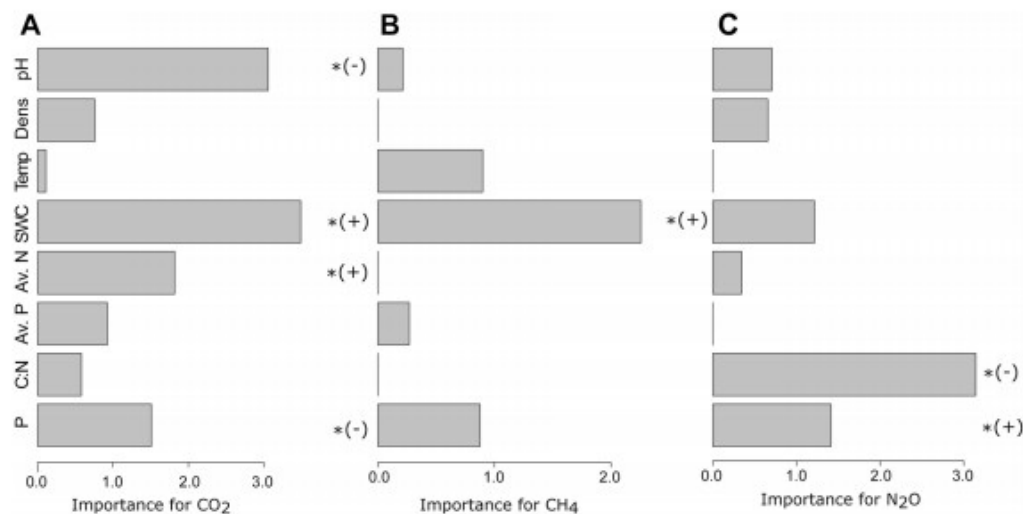 A B C
pH *(-)
Dens
Temp
SWC *(+) *(+)
Av. N *(+)
Av. P
C:N *(-)
P *(-) *(+)
0.0 1.0 2.0 3.0 0.0 1.0 2.0 0.0 1.0 2.0 3.0
Importance for CO₂ Importance for CH₄ Importance for N₂O